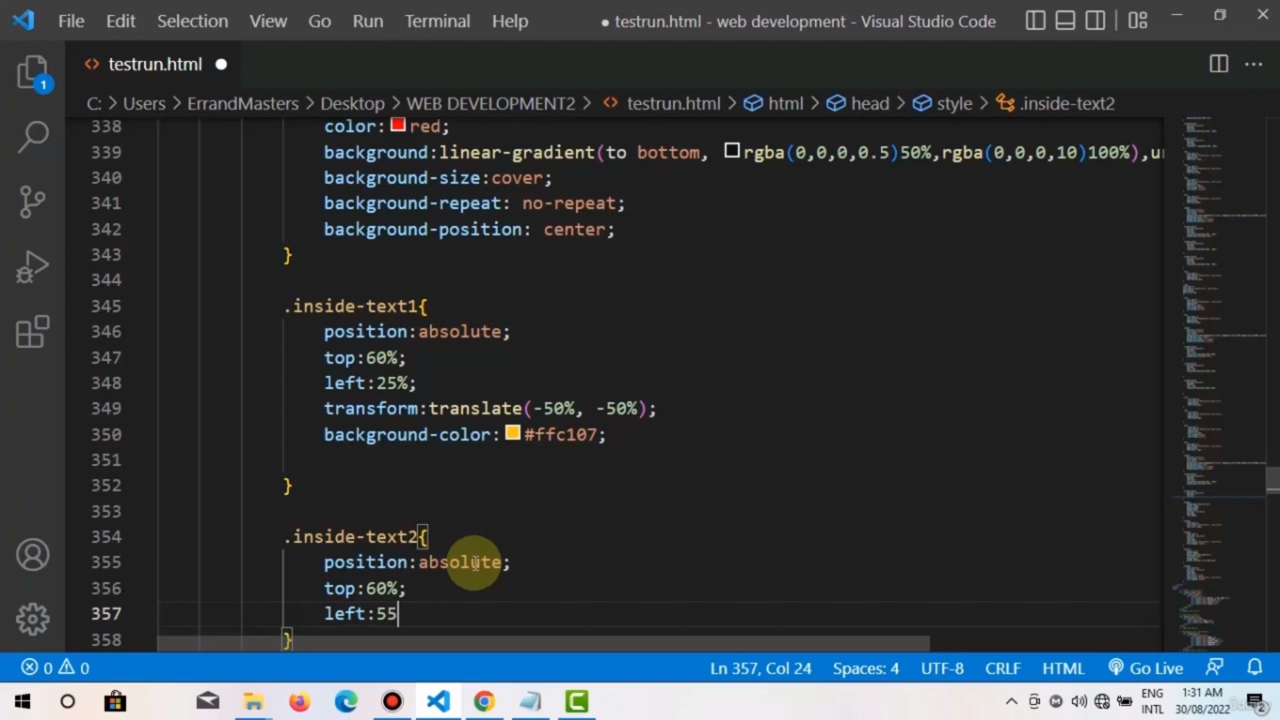 File Edit Selection View Go Run Terminal Help ● testrun.html - web development - Visual Studio Code
testrun.html
C: > Users > ErrandMasters > Desktop > WEB DEVELOPMENT2 > testrun.html > html > head > style > .inside-text2
338 color: red;
339 background:linear-gradient(to bottom, rgba(0,0,0,0.5)50%,rgba(0,0,0,10)100%),ur
340 background-size:cover;
341 background-repeat: no-repeat;
342 background-position: center;
343 }
344
345 .inside-text1{
346 position:absolute;
347 top:60%;
348 left:25%;
349 transform:translate(-50%, -50%);
350 background-color: #ffc107;
351
352 }
353
354 .inside-text2{
355 position:absolute;
356 top:60%;
357 left:55
358 }
1
0 0 Ln 357, Col 24 Spaces: 4 UTF-8 CRLF HTML Go Live
ENG 1:31 AM
INTL 30/08/2022 2